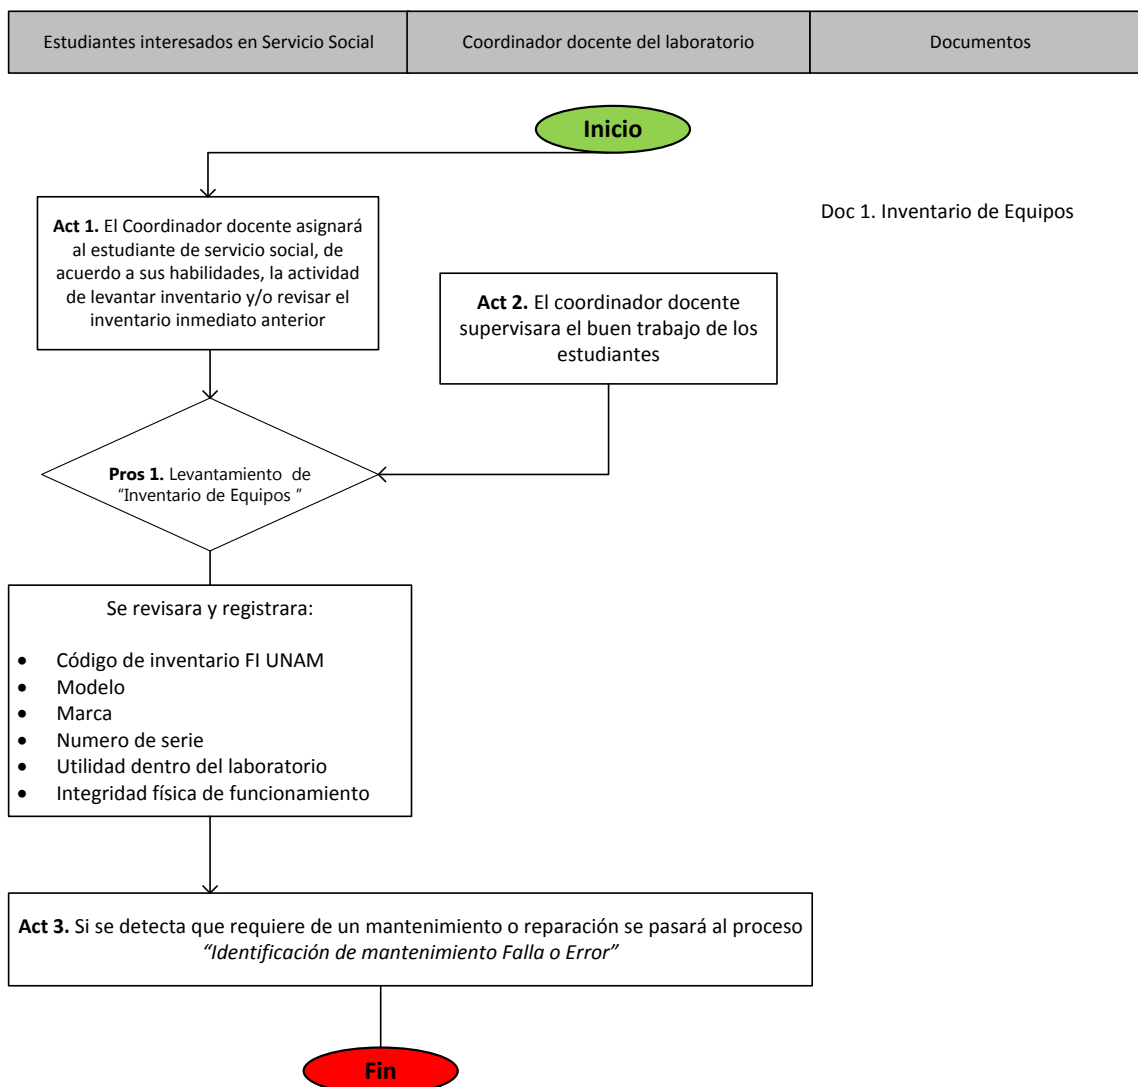 Estudiantes interesados en Servicio Social
Coordinador docente del laboratorio
Documentos
Inicio
Act 1. El Coordinador docente asignará
al estudiante de servicio social, de
acuerdo a sus habilidades, la actividad
de levantar inventario y/o revisar el
inventario inmediato anterior
Doc 1. Inventario de Equipos
Act 2. El coordinador docente
supervisara el buen trabajo de los
estudiantes
Pros 1. Levantamiento de
“Inventario de Equipos “
Se revisara y registrara:
• Código de inventario FI UNAM
• Modelo
• Marca
• Numero de serie
• Utilidad dentro del laboratorio
• Integridad física de funcionamiento
Act 3. Si se detecta que requiere de un mantenimiento o reparación se pasará al proceso
“Identificación de mantenimiento Falla o Error”
Fin